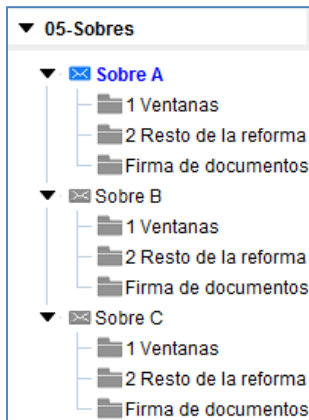 05-Sobres
Sobre A
1 Ventanas
2 Resto de la reforma
Firma de documentos
Sobre B
1 Ventanas
2 Resto de la reforma
Firma de documentos
Sobre C
1 Ventanas
2 Resto de la reforma
Firma de documentos